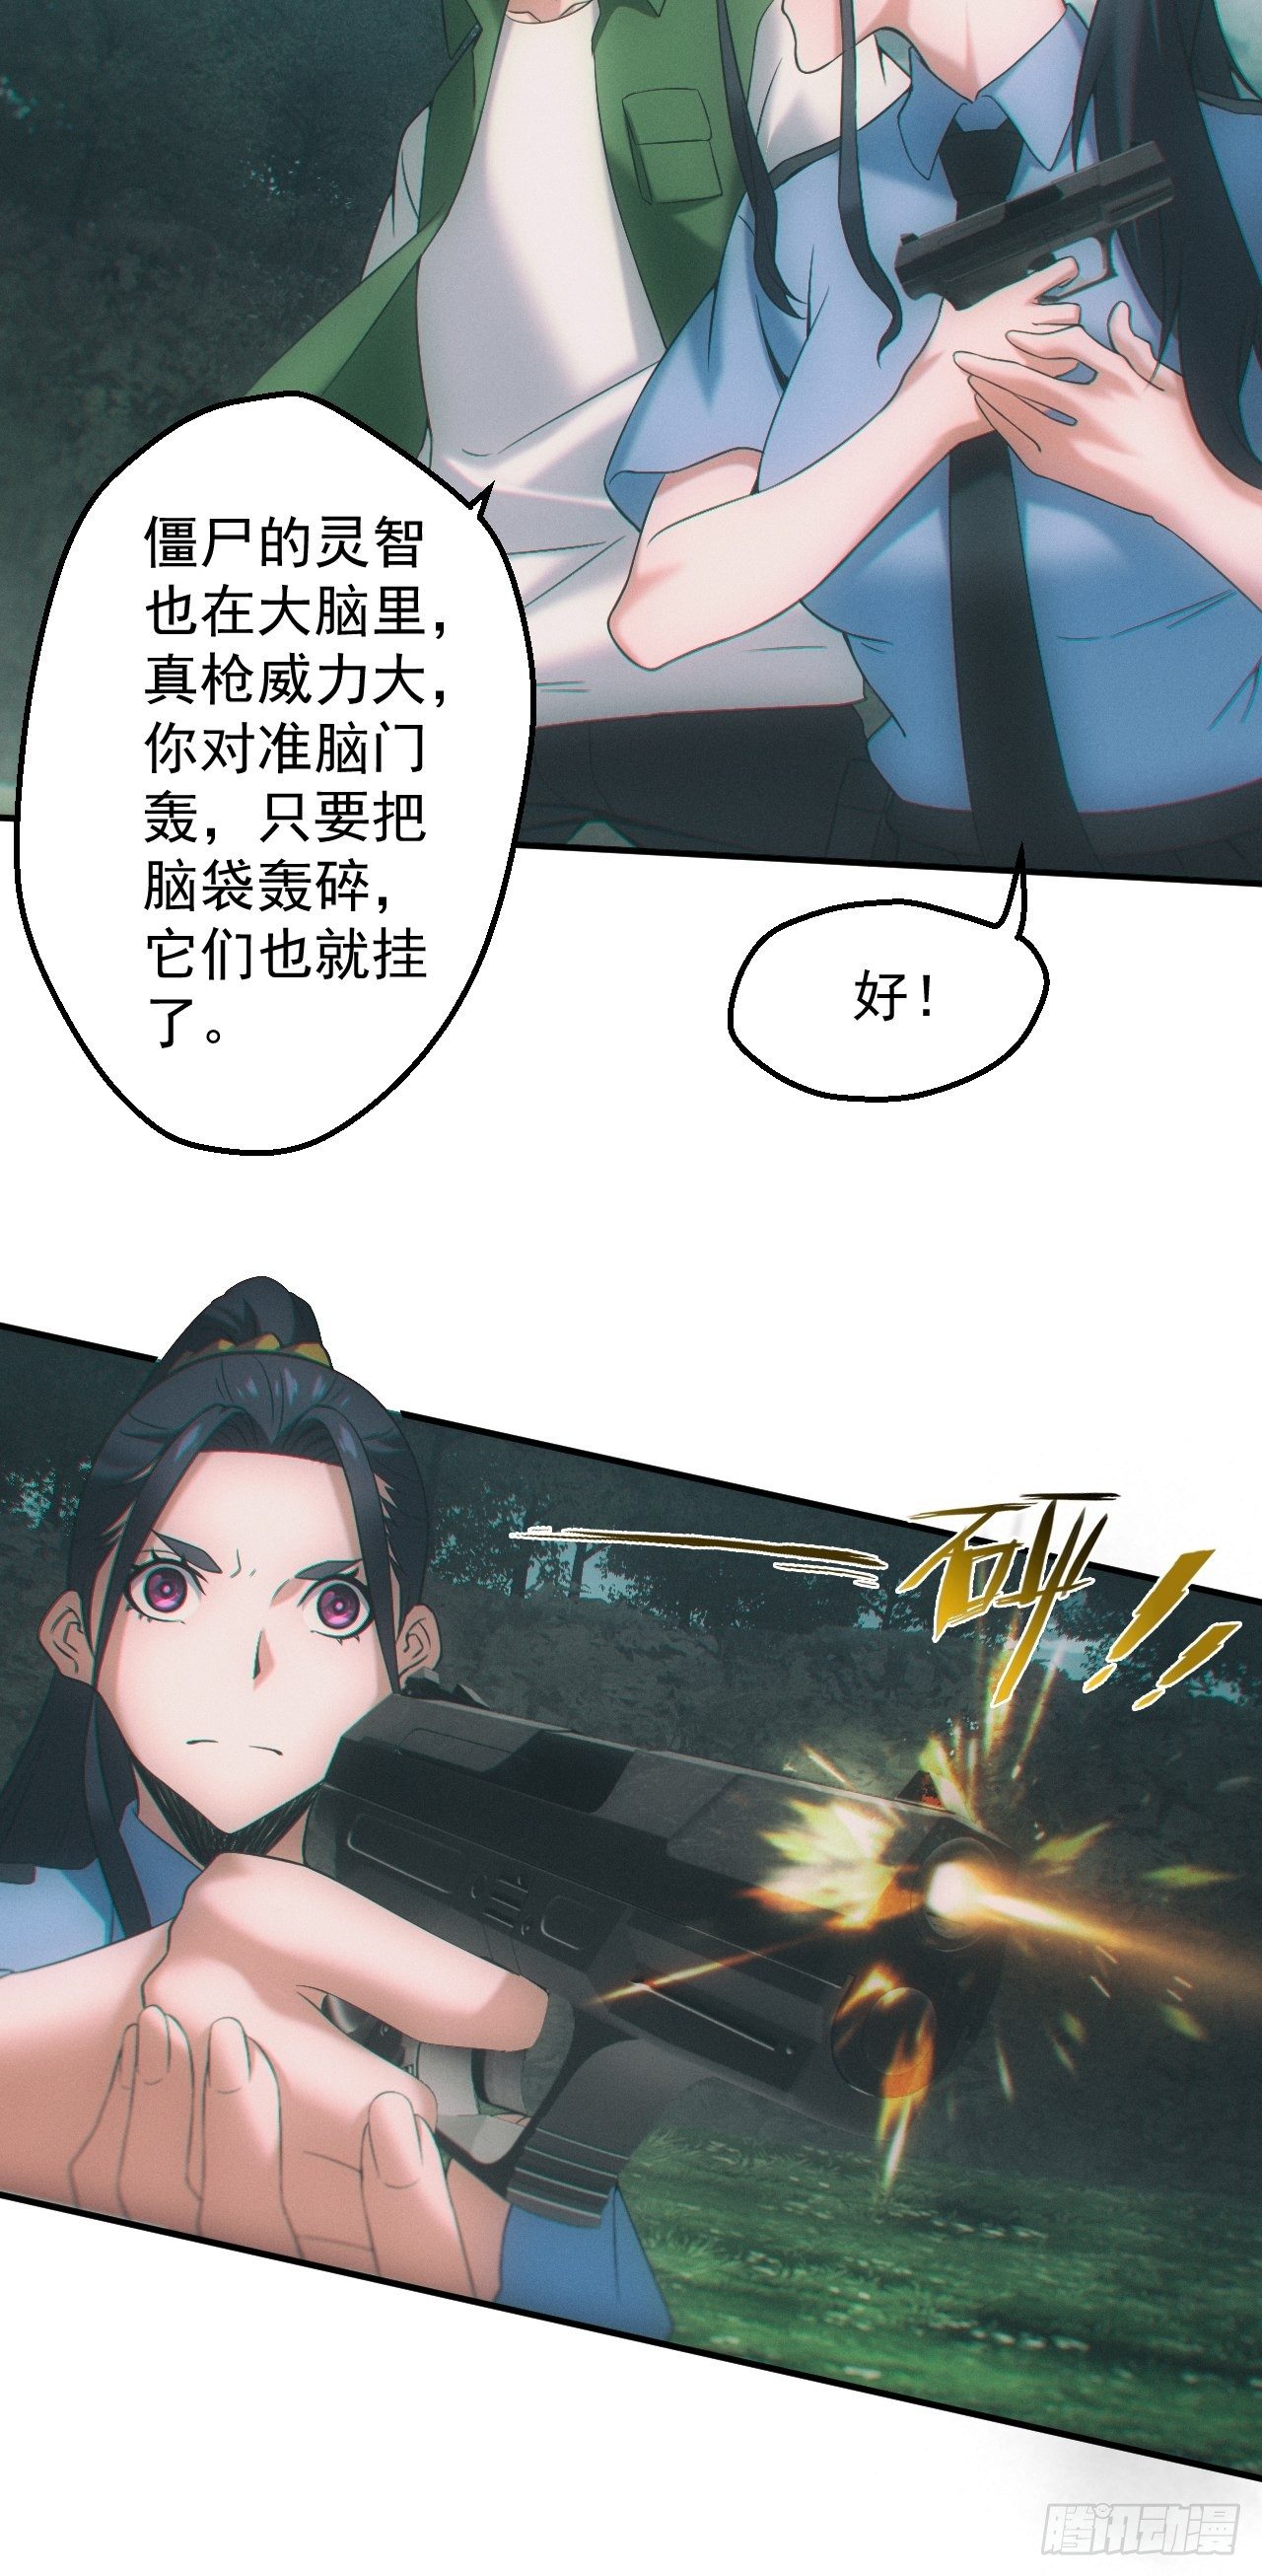 僵尸的灵智
也在大脑里，
真枪威力大，
你对准脑门
轰，只要把
脑袋轰碎，
它们也就挂
了。
好！
砰！！
腾讯动漫